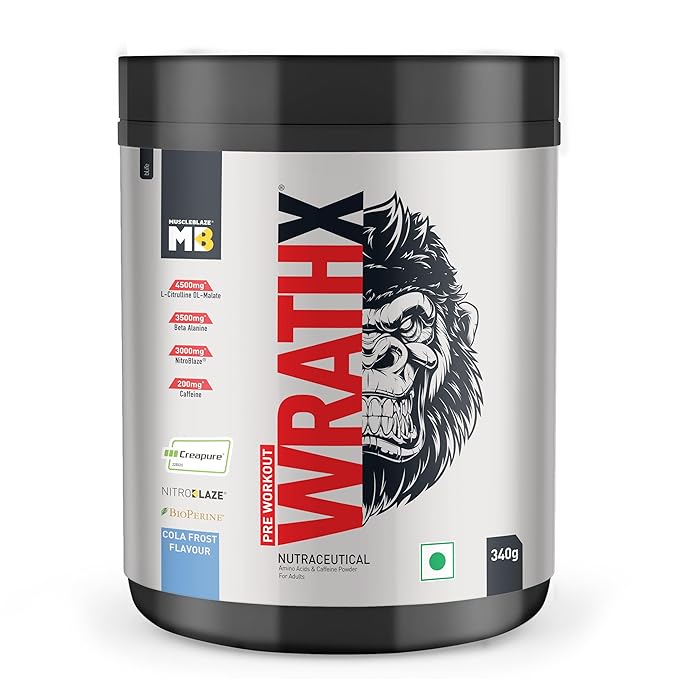 blufe
MUSCLEBLAZE®
MB
4500mg*
L-Citrulline DL-Malate
3500mg*
Beta Alanine
3000mg*
NitroBlaze®
200mg*
Caffeine
Creapure®
NITROBLAZE®
BIOPERINE®
COLA FROST
FLAVOUR
PRE WORKOUT
WRATHX®
NUTRACEUTICAL
Amino Acids & Caffeine Powder
For Adults
340g